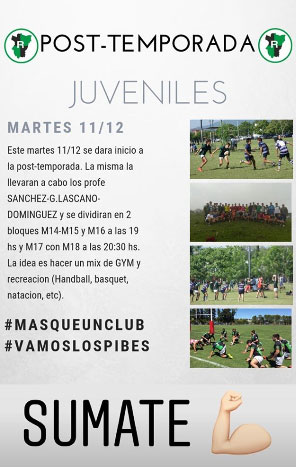 POST-TEMPORADA
JUVENILES
MARTES 11/12
Este martes 11/12 se dara inicio a
la post-temporada. La misma la
llevaran a cabo los profe
SANCHEZ-G.LASCANO-
DOMINGUEZ y se dividiran en 2
bloques M14-M15 y M16 a las 19
hs y M17 con M18 a las 20:30 hs.
La idea es hacer un mix de GYM y
recreacion (Handball, basquet,
natacion, etc).
#MASQUEUNCLUB
#VAMOSLOSPIBES
SUMATE